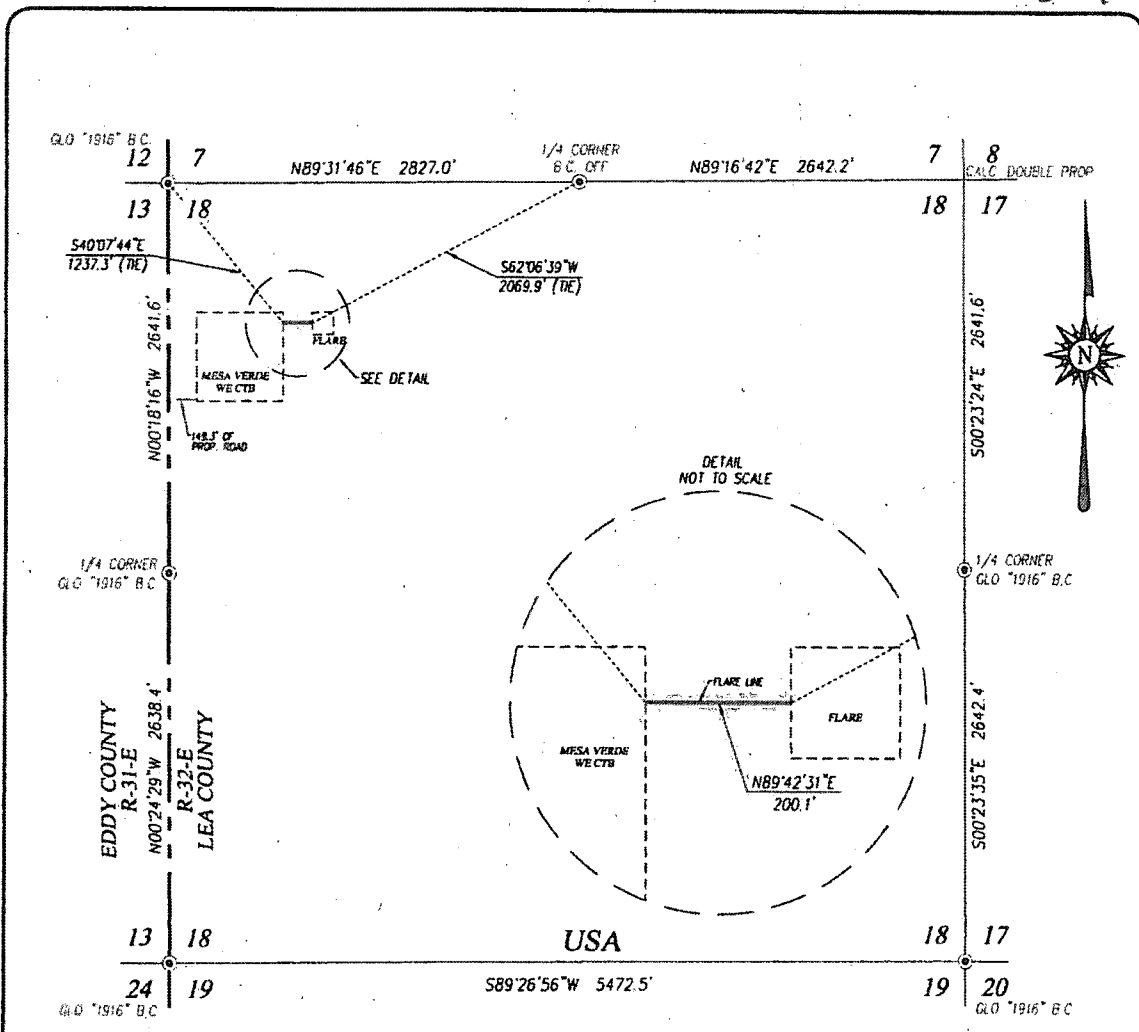 GLO "1916" B.C.
12 7
N89°31'46"E 2827.0'
1/4 CORNER
B.C. OFF
N89°16'42"E 2642.2'
7 8
CALC. DOUBLE PROP
13 18
18 17
S40°07'44"E
1237.3' (TIE)
S62°06'39"W
2069.9' (TIE)
N00°18'16"W 2641.6'
FLARE
MESA VERDE
WE CTB
SEE DETAIL
149.3' OF
PROP. ROAD
S00°23'24"E 2641.6'
N
DETAIL
NOT TO SCALE
1/4 CORNER
GLO "1916" B.C
1/4 CORNER
GLO "1916" B.C
FLARE LINE
FLARE
MESA VERDE
WE CTB
N89°42'31"E
200.1'
EDDY COUNTY
R-31-E
N00°24'29"W 2638.4'
R-32-E
LEA COUNTY
S00°23'35"E 2642.4'
13 18
USA
18 17
24 19
S89°26'56"W 5472.5'
19 20
GLO "1916" B.C
GLO "1916" B.C